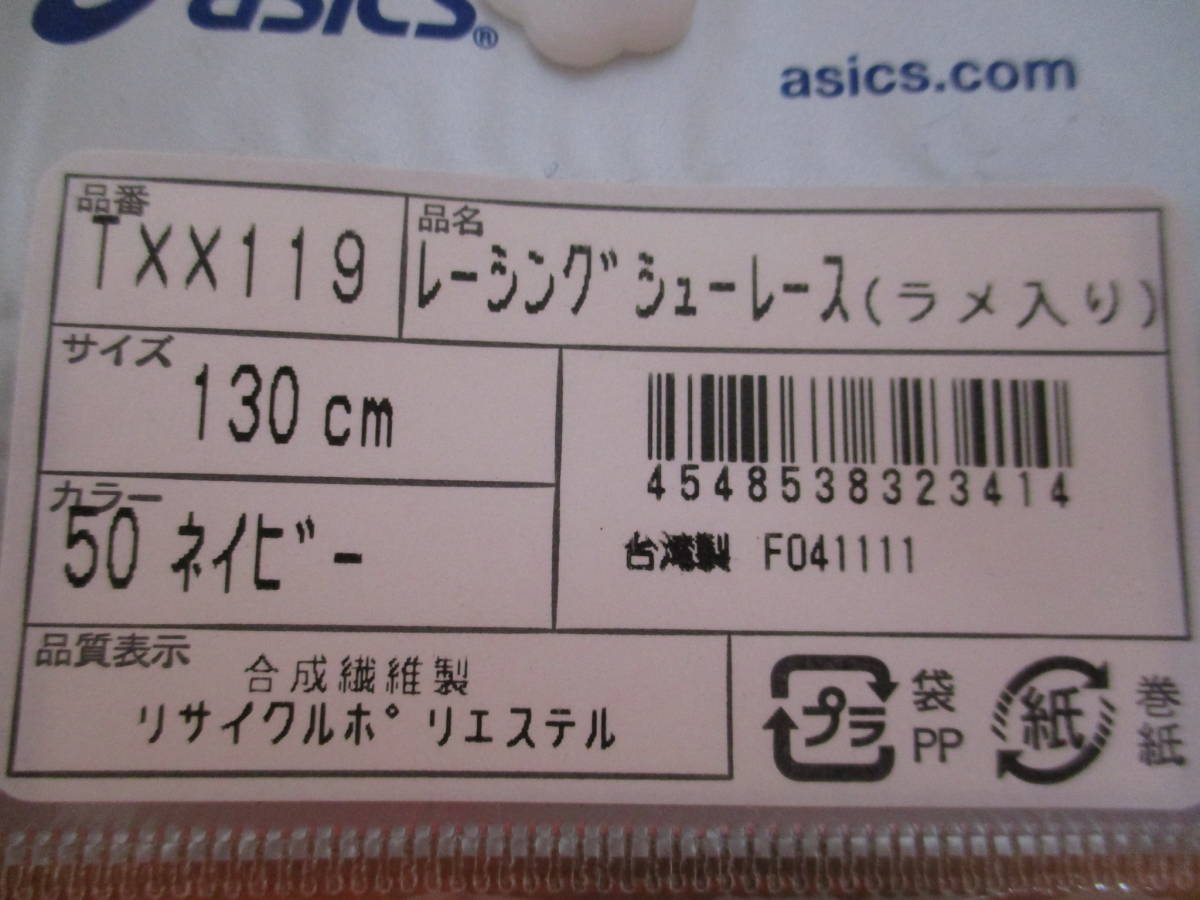 asics®
asics.com
品番
TXX119
品名
レーシングシューレース(ラメ入り)
サイズ
130cm
カラー
50 ネイビー
4548538323414
台湾製 F041111
品質表示
合成繊維製
リサイクルポリエステル
プラ
袋
PP
紙
巻
紙